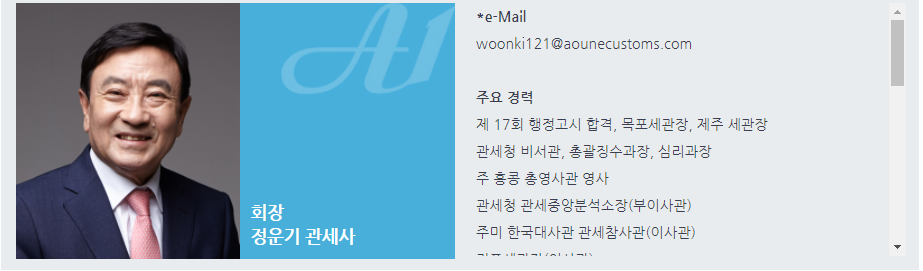 A1
회장
정운기 관세사
*e-Mail
woonki121@aounecustoms.com
주요 경력
제 17회 행정고시 합격, 목포세관장, 제주 세관장
관세청 비서관, 총괄징수과장, 심리과장
주 홍콩 총영사관 영사
관세청 관세중앙분석소장(부이사관)
주미 한국대사관 관세참사관(이사관)